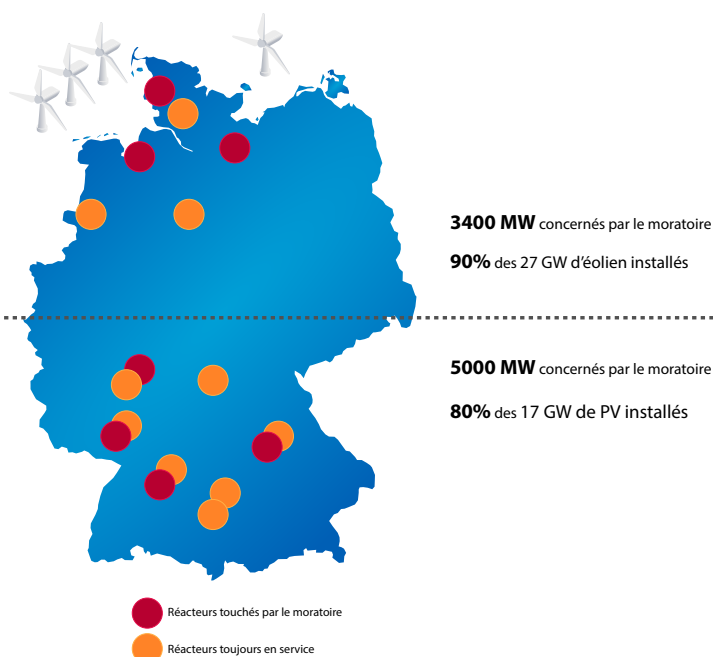 3400 MW concernés par le moratoire
90% des 27 GW d'éolien installés
5000 MW concernés par le moratoire
80% des 17 GW de PV installés
Réacteurs touchés par le moratoire
Réacteurs toujours en service